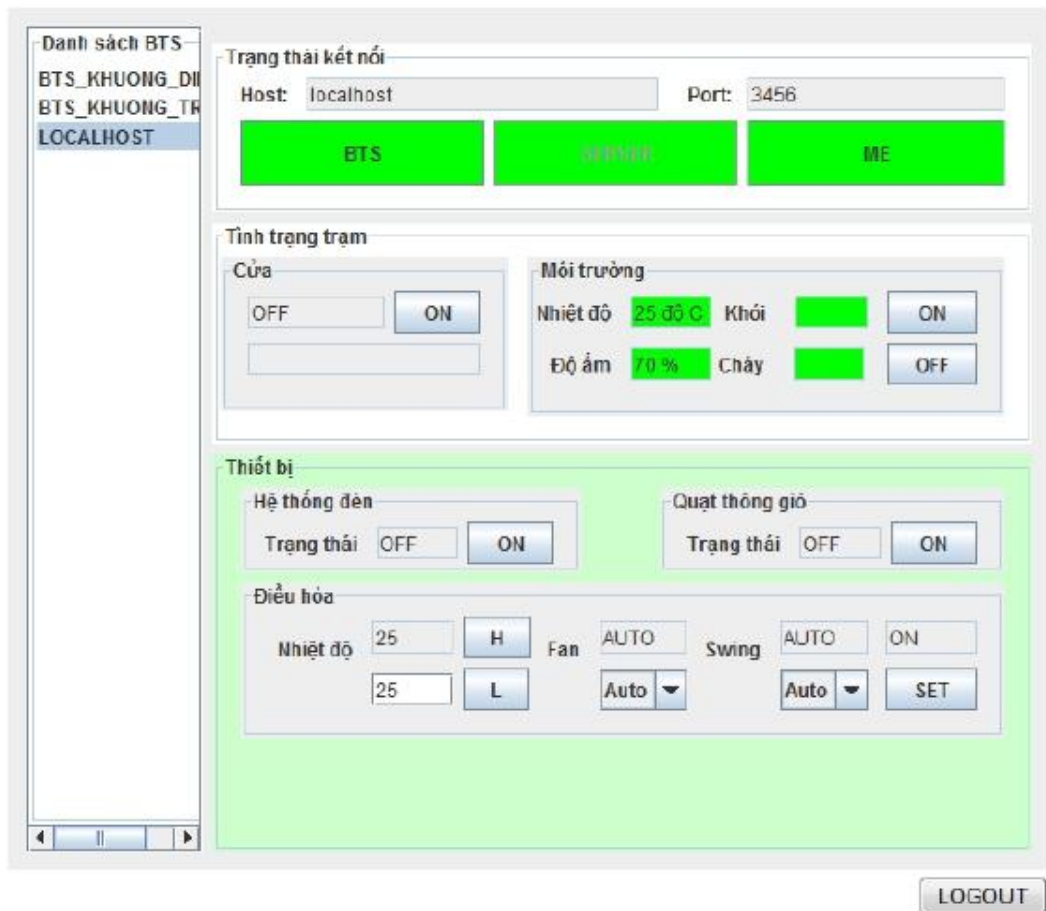 Danh sách BTS
BTS_KHUONG_DII
BTS_KHUONG_TR
LOCALHOST
Trạng thái kết nối
Host: localhost Port: 3456
BTS SERVER ME
Tình trạng trạm
Cửa
OFF ON
Môi trường
Nhiệt độ 25 độ C Khói ON
Độ ẩm 70 % Cháy OFF
Thiết bị
Hệ thống đèn
Trạng thái OFF ON
Quạt thông gió
Trạng thái OFF ON
Điều hòa
Nhiệt độ 25 H Fan AUTO Swing AUTO ON
25 L Auto Auto SET
LOGOUT